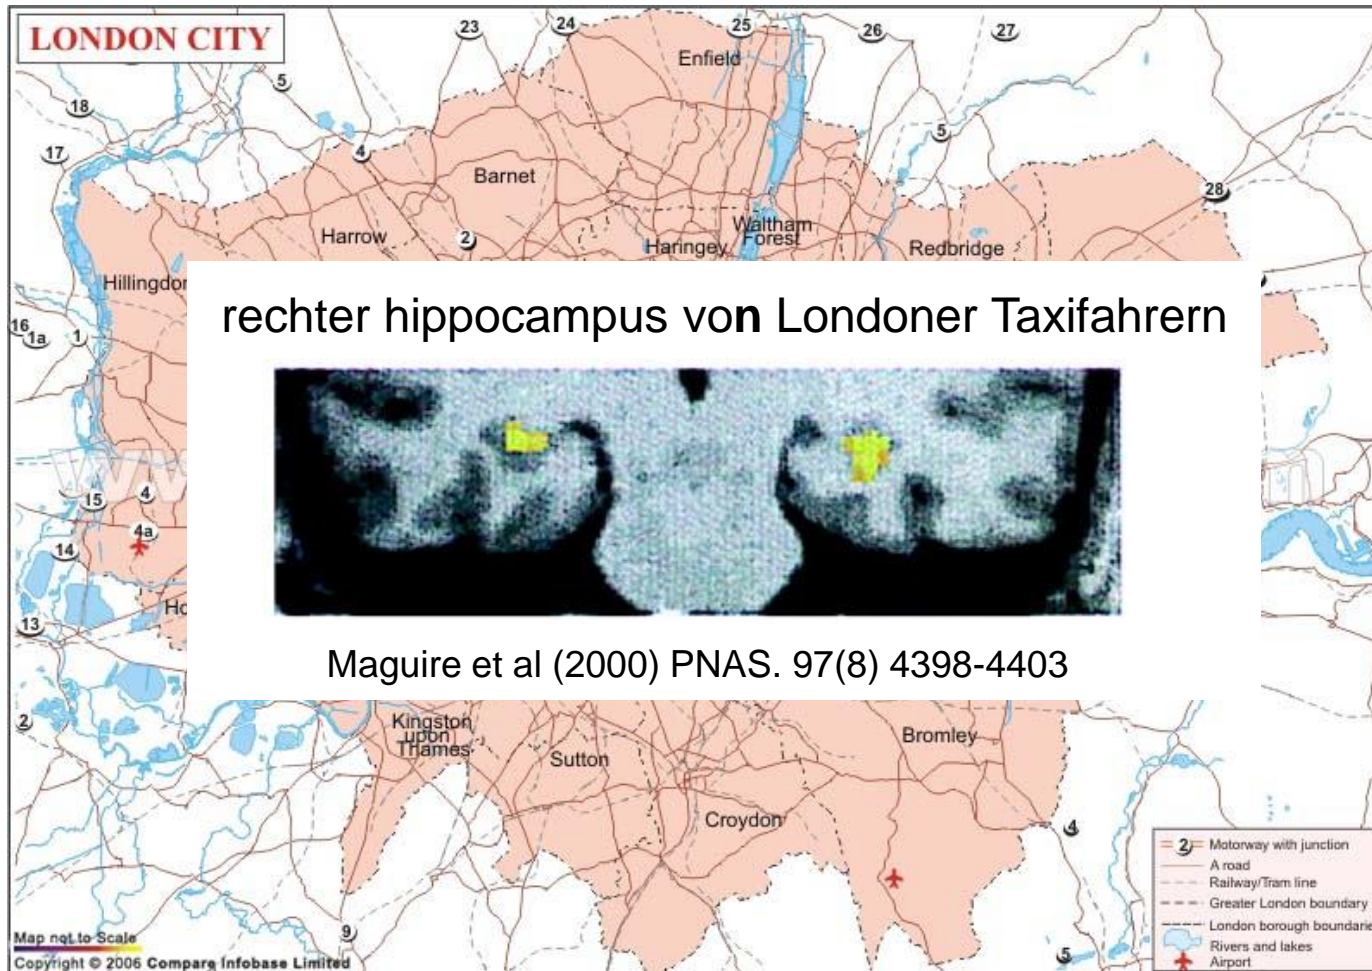 LONDON CITY
23
24
25
26
27
Enfield
5
18
5
17
4
Barnet
28
Harrow
2
Waltham
Forest
Haringey
Redbridge
Hillingdon
rechter hippocampus von Londoner Taxifahrern
16
1a
1
15
4
4a
14
13
Maguire et al (2000) PNAS. 97(8) 4398-4403
2
Kingston
upon
Thames
Sutton
Bromley
Croydon
4
9
5
2 Motorway with junction
A road
Railway/Tram line
Greater London boundary
London borough boundarie
Rivers and lakes
Airport
Map not to Scale
Copyright © 2006 Compare Infobase Limited